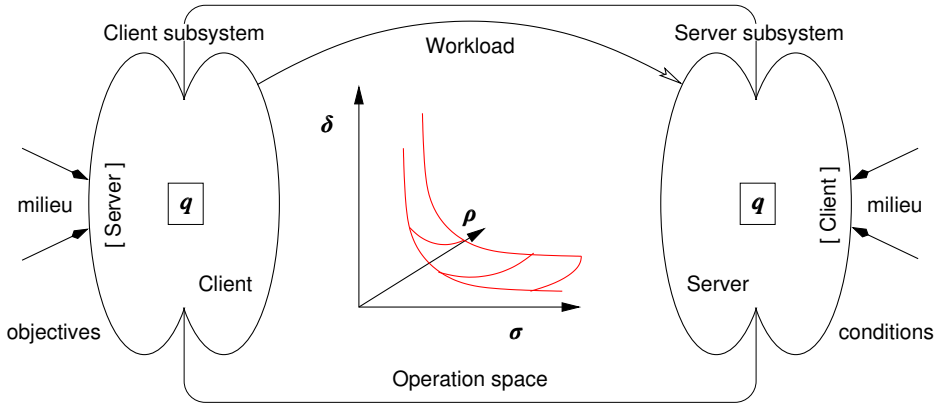 Client subsystem
Server subsystem
Workload
δ
[ Server ]
[ Client ]
milieu
q
q
milieu
ρ
Client
Server
objectives
σ
conditions
Operation space